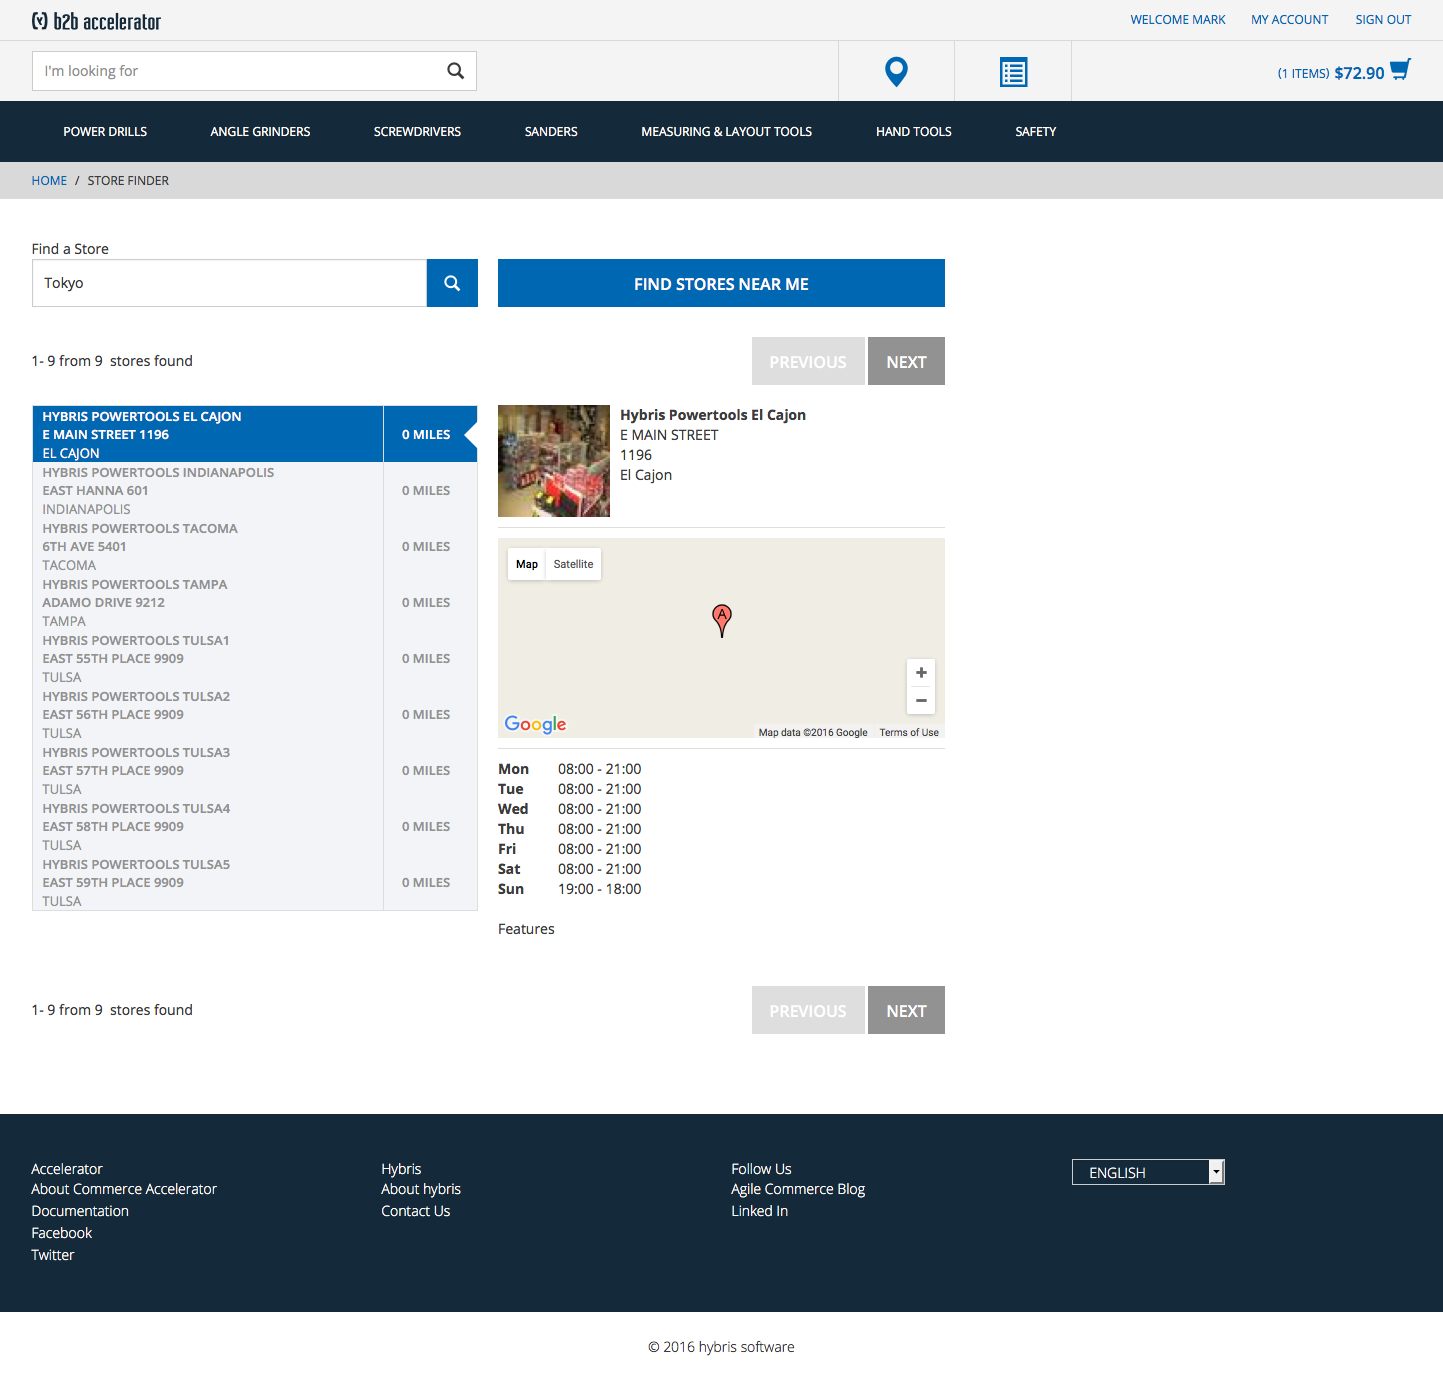 b2b accelerator
WELCOME MARK
MY ACCOUNT
SIGN OUT
I'm looking for
(1 ITEMS) $72.90
POWER DRILLS
ANGLE GRINDERS
SCREWDRIVERS
SANDERS
MEASURING & LAYOUT TOOLS
HAND TOOLS
SAFETY
HOME / STORE FINDER
Find a Store
Tokyo
FIND STORES NEAR ME
1- 9 from 9 stores found
PREVIOUS
NEXT
HYBRIS POWERTOOLS EL CAJON
E MAIN STREET 1196
EL CAJON
0 MILES
HYBRIS POWERTOOLS INDIANAPOLIS
EAST HANNA 601
INDIANAPOLIS
0 MILES
HYBRIS POWERTOOLS TACOMA
6TH AVE 5401
TACOMA
0 MILES
HYBRIS POWERTOOLS TAMPA
ADAMO DRIVE 9212
TAMPA
0 MILES
HYBRIS POWERTOOLS TULSA1
EAST 55TH PLACE 9909
TULSA
0 MILES
HYBRIS POWERTOOLS TULSA2
EAST 56TH PLACE 9909
TULSA
0 MILES
HYBRIS POWERTOOLS TULSA3
EAST 57TH PLACE 9909
TULSA
0 MILES
HYBRIS POWERTOOLS TULSA4
EAST 58TH PLACE 9909
TULSA
0 MILES
HYBRIS POWERTOOLS TULSA5
EAST 59TH PLACE 9909
TULSA
0 MILES
Hybris Powertools El Cajon
E MAIN STREET
1196
El Cajon
Map
Satellite
A
Google
Map data ©2016 Google
Terms of Use
Mon 08:00 - 21:00
Tue 08:00 - 21:00
Wed 08:00 - 21:00
Thu 08:00 - 21:00
Fri 08:00 - 21:00
Sat 08:00 - 21:00
Sun 19:00 - 18:00
Features
1- 9 from 9 stores found
PREVIOUS
NEXT
Accelerator
About Commerce Accelerator
Documentation
Facebook
Twitter
Hybris
About hybris
Contact Us
Follow Us
Agile Commerce Blog
Linked In
ENGLISH
© 2016 hybris software